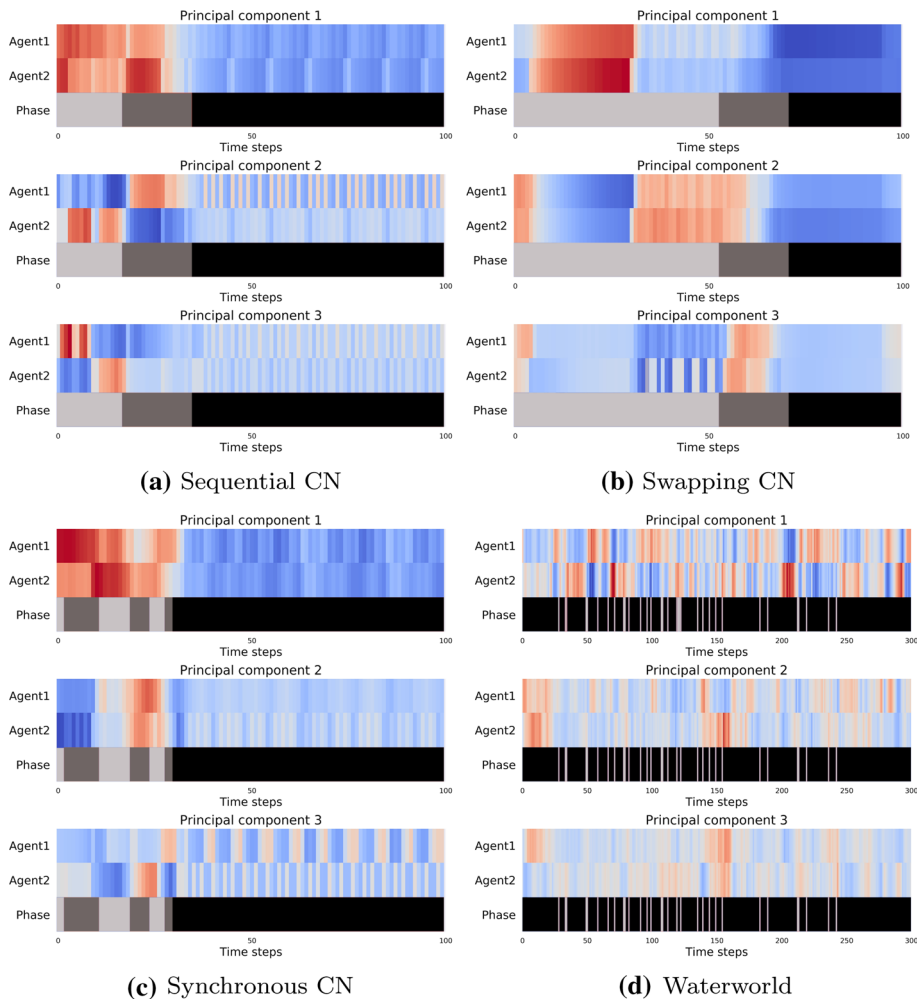 Principal component 1
Agent1
Agent2
Phase
0 50 100
Time steps
Principal component 2
Agent1
Agent2
Phase
0 50 100
Time steps
Principal component 3
Agent1
Agent2
Phase
0 50 100
Time steps
(a) Sequential CN
Principal component 1
Agent1
Agent2
Phase
0 50 100
Time steps
Principal component 2
Agent1
Agent2
Phase
0 50 100
Time steps
Principal component 3
Agent1
Agent2
Phase
0 50 100
Time steps
(b) Swapping CN
Principal component 1
Agent1
Agent2
Phase
0 50 100
Time steps
Principal component 2
Agent1
Agent2
Phase
0 50 100
Time steps
Principal component 3
Agent1
Agent2
Phase
0 50 100
Time steps
(c) Synchronous CN
Principal component 1
Agent1
Agent2
Phase
0 50 100 150 200 250 300
Time steps
Principal component 2
Agent1
Agent2
Phase
0 50 100 150 200 250 300
Time steps
Principal component 3
Agent1
Agent2
Phase
0 50 100 150 200 250 300
Time steps
(d) Waterworld